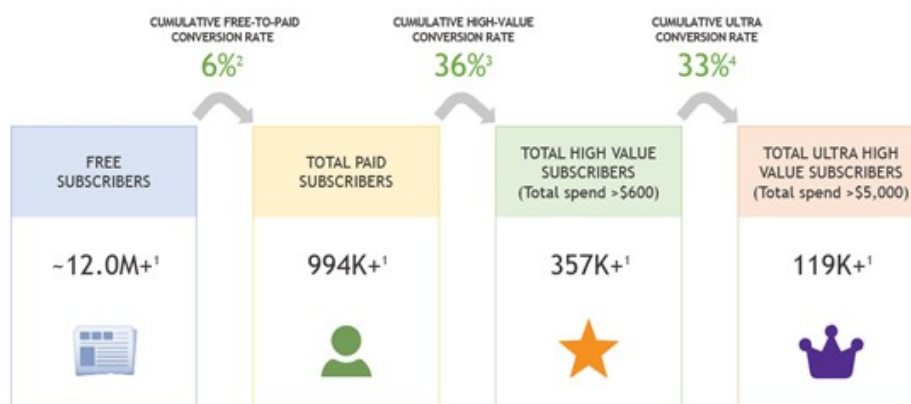 CUMULATIVE FREE-TO-PAID
CONVERSION RATE
6%²
CUMULATIVE HIGH-VALUE
CONVERSION RATE
36%³
CUMULATIVE ULTRA
CONVERSION RATE
33%⁴
FREE
SUBSCRIBERS
~12.0M+¹
TOTAL PAID
SUBSCRIBERS
994K+¹
TOTAL HIGH VALUE
SUBSCRIBERS
(Total spend >$600)
357K+¹
TOTAL ULTRA HIGH
VALUE SUBSCRIBERS
(Total spend >$5,000)
119K+¹